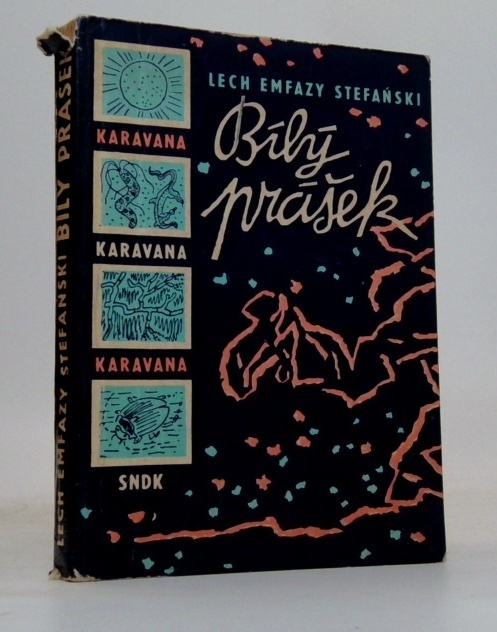 LECH EMFAZY STEFAŃSKI
Bílý
prášek
KARAVANA
KARAVANA
KARAVANA
SNDK
LECH EMFAZY STEFAŃSKI BÍLÝ PRÁŠEK